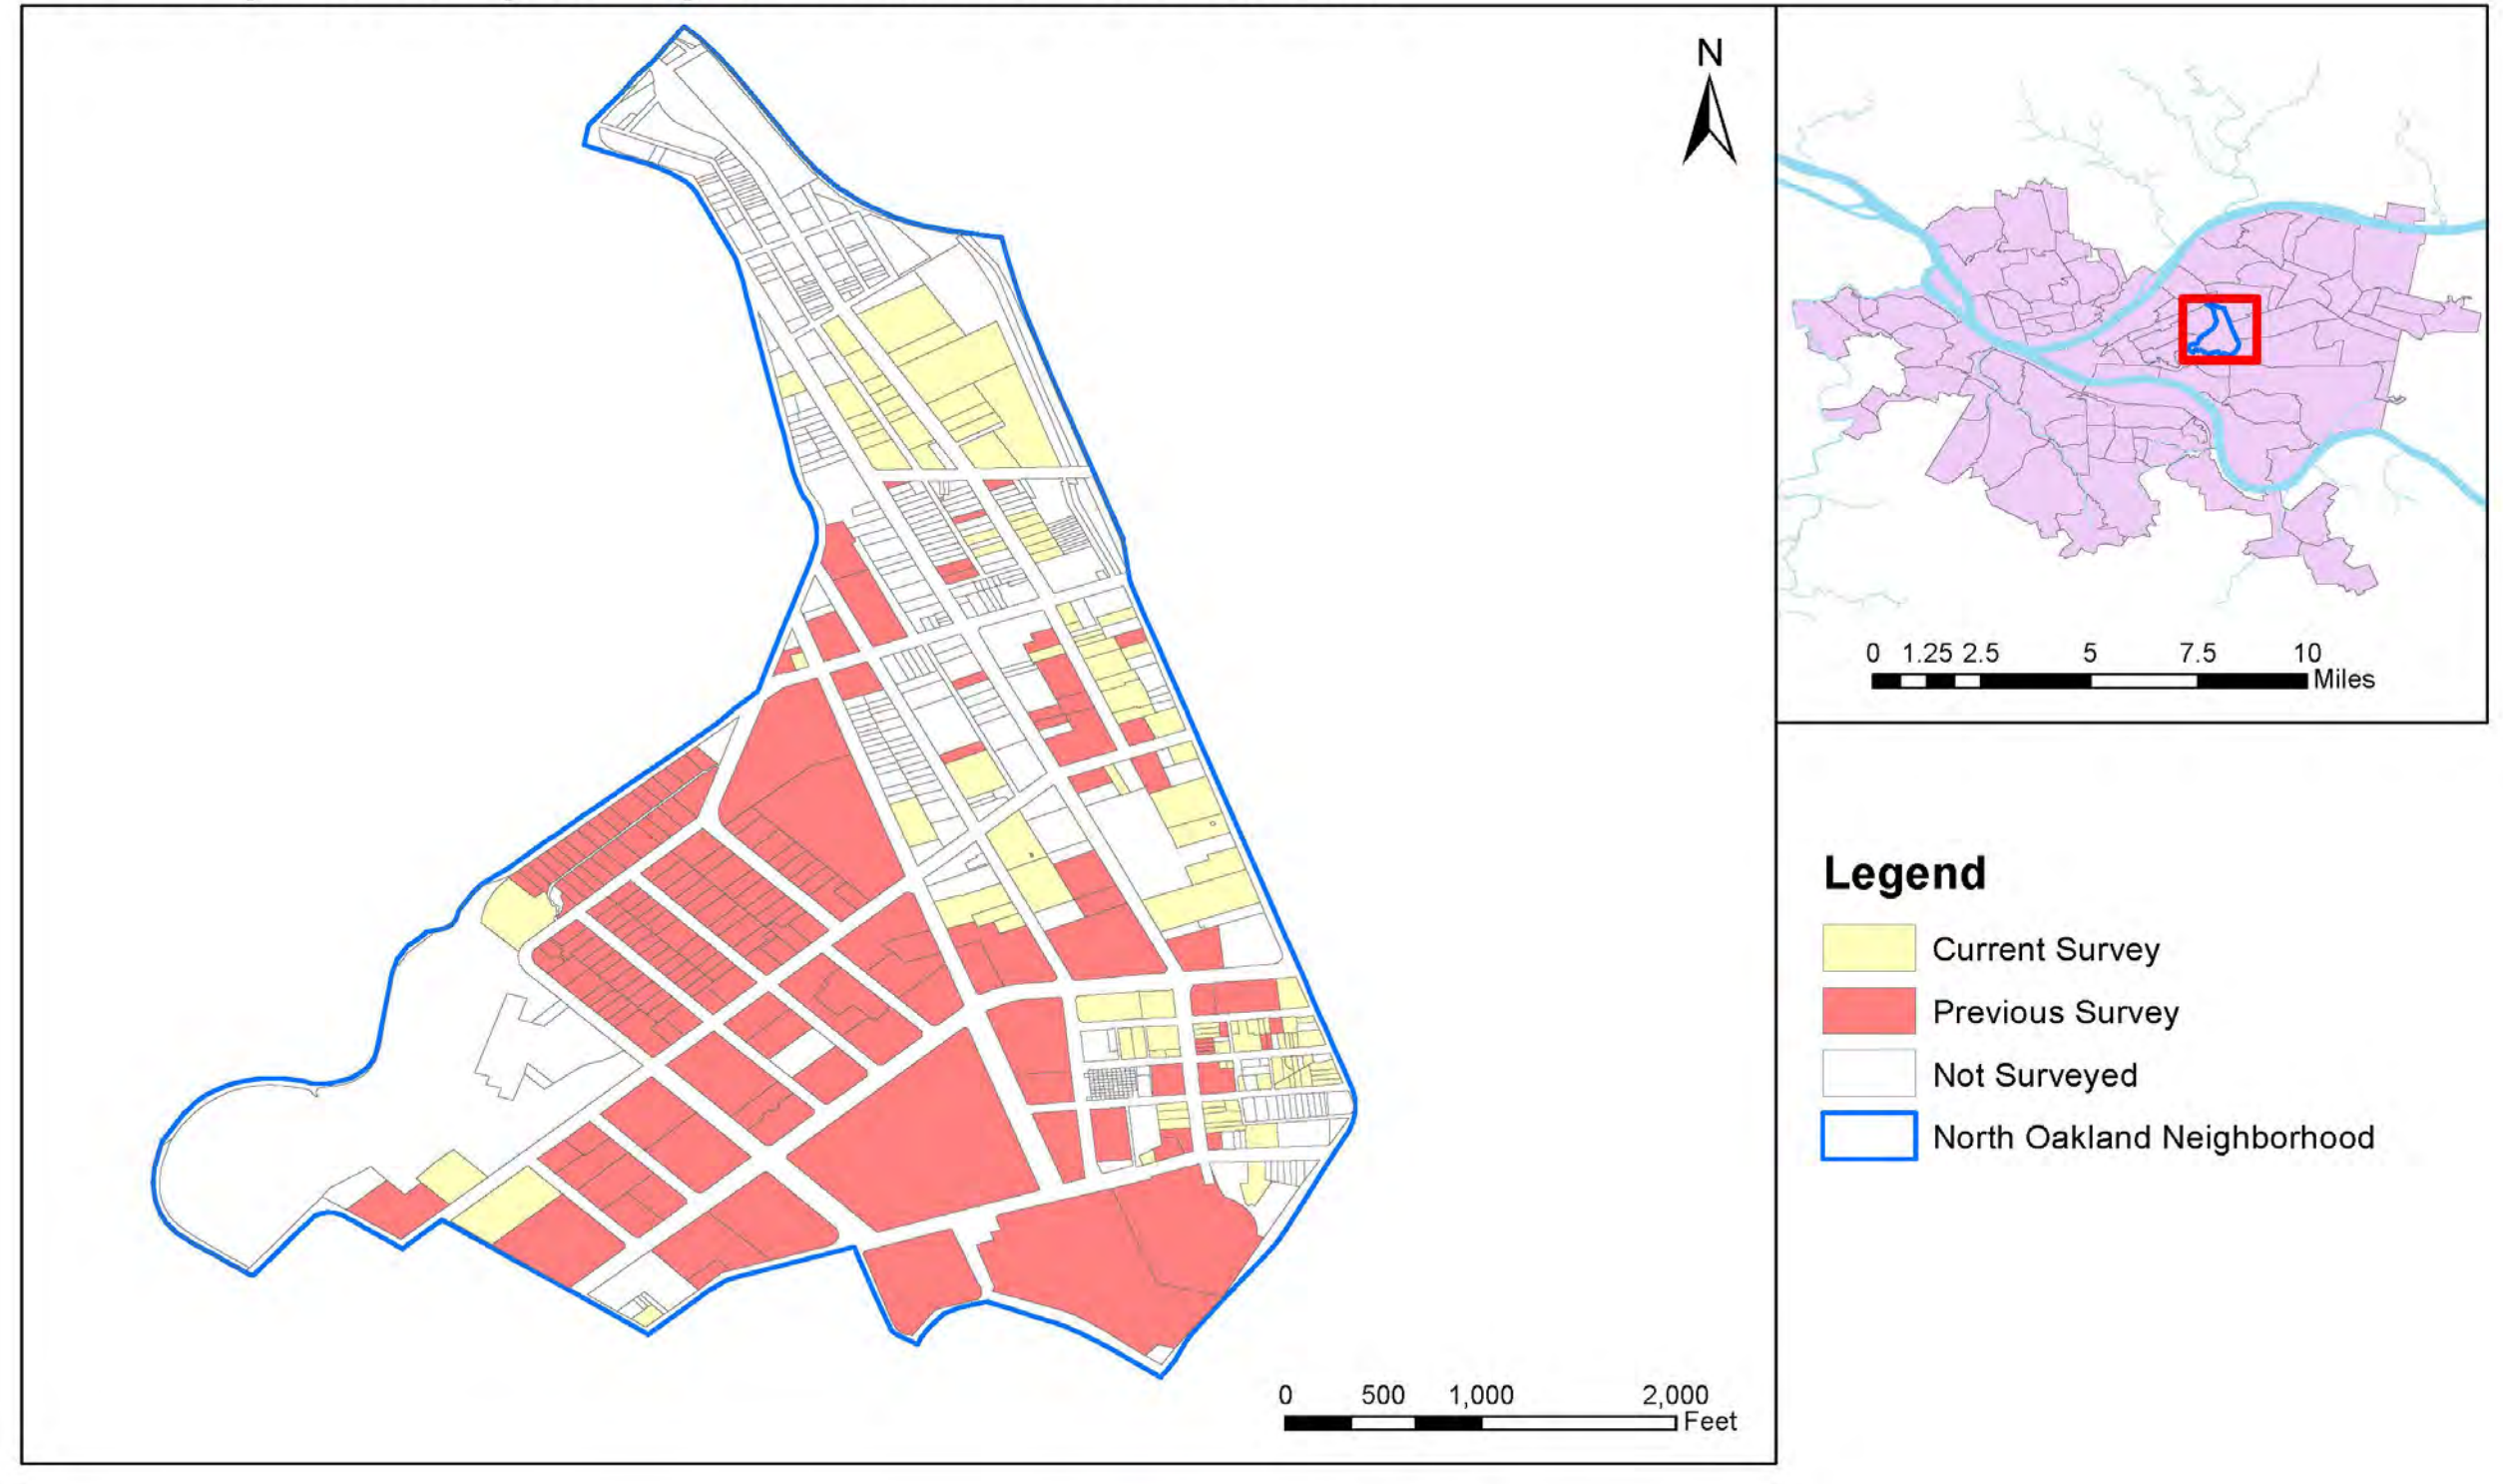 N
0 1.25 2.5 5 7.5 10
Miles
Legend
Current Survey
Previous Survey
Not Surveyed
North Oakland Neighborhood
0 500 1,000 2,000
Feet